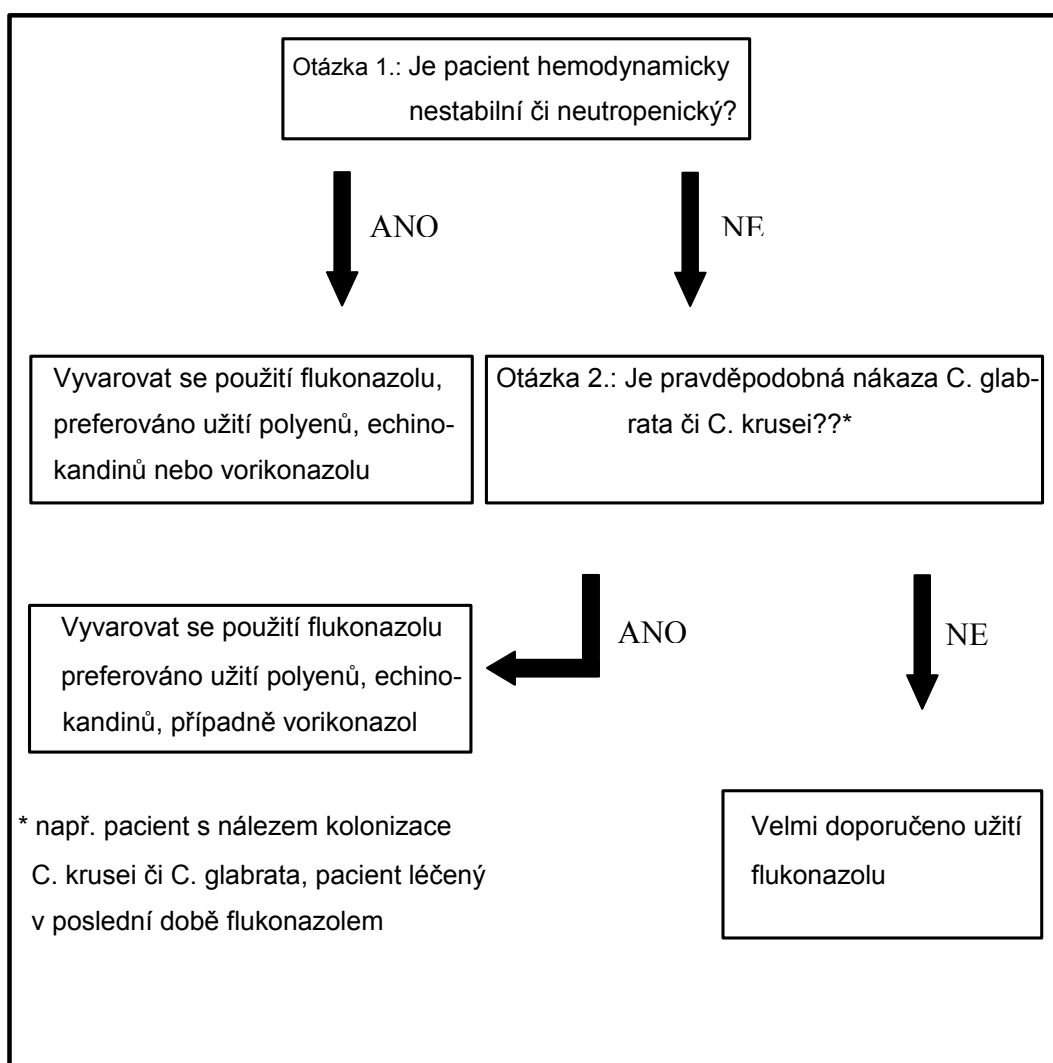 Otázka 1.: Je pacient hemodynamicky
nestabilní či neutropenický?
ANO
NE
Vyvarovat se použití flukonazolu,
preferováno užití polyenů, echino-
kandinů nebo vorikonazolu
Otázka 2.: Je pravděpodobná nákaza C. glab-
rata či C. krusei??*
ANO
NE
Vyvarovat se použití flukonazolu
preferováno užití polyenů, echino-
kandinů, případně vorikonazol
* např. pacient s nálezem kolonizace
C. krusei či C. glabrata, pacient léčený
v poslední době flukonazolem
Velmi doporučeno užití
flukonazolu